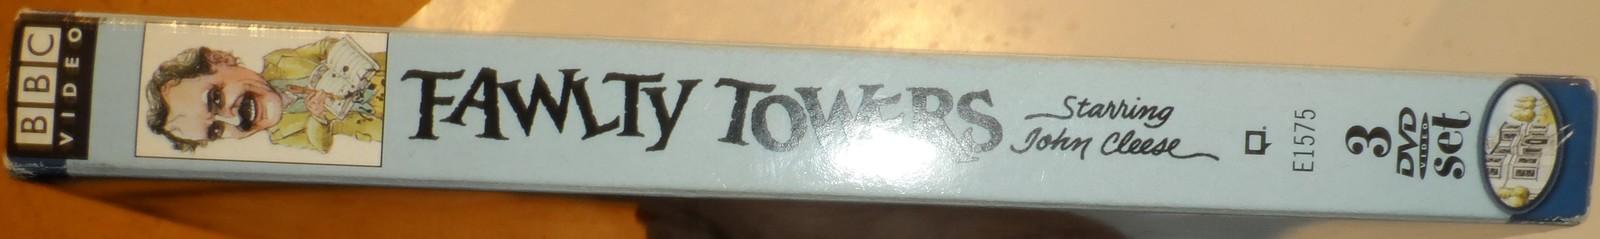 BBC
VIDEO
FAWLTY TOWERS
Starring
John Cleese
E1575
3
DVD
VIDEO
set